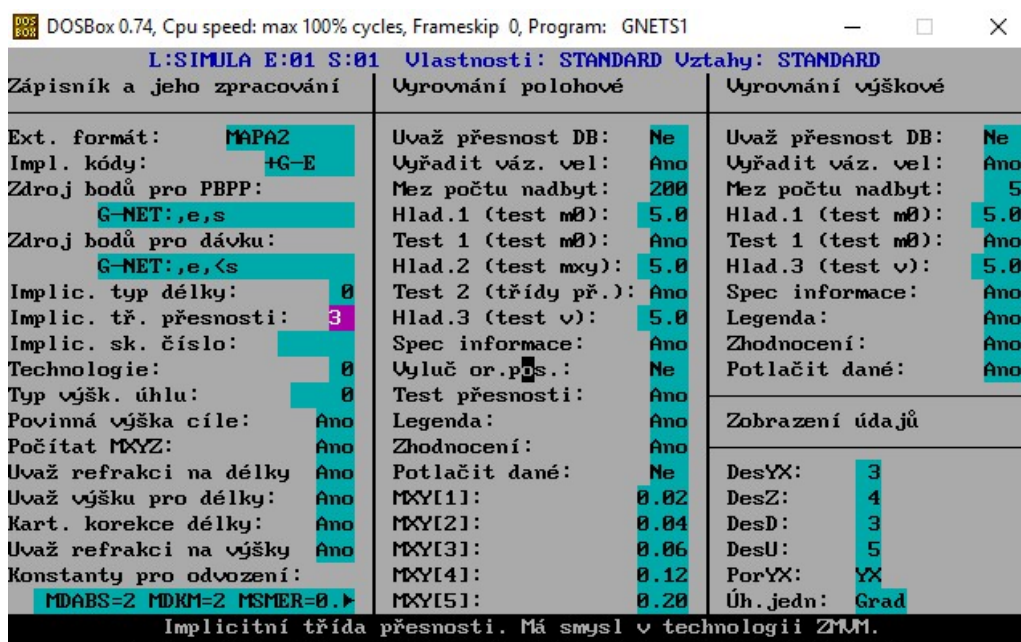 DOSBox 0.74, Cpu speed: max 100% cycles, Frameskip 0, Program: GNETS1
L:SIMULA E:01 S:01 Vlastnosti: STANDARD Vztahy: STANDARD
Zápisník a jeho zpracování
Ext. formát: MAPA2
Impl. kódy: +G-E
Zdroj bodů pro PBPP:
G-NET:,e,s
Zdroj bodů pro dávku:
G-NET:,e,<s
Implic. typ délky: 0
Implic. tř. přesnosti: 3
Implic. sk. číslo:
Technologie: 0
Typ výšk. úhlu: 0
Povinná výška cíle: Ano
Počítat MXYZ: Ano
Uvaž refrakci na délky Ano
Uvaž výšku pro délky: Ano
Kart. korekce délky: Ano
Uvaž refrakci na výšky Ano
Konstanty pro odvození:
MDABS=2 MDKM=2 MSMER=0.►
Vyrovnání polohové
Uvaž přesnost DB: Ne
Vyřadit váz. vel: Ano
Mez počtu nadbyt: 200
Hlad.1 (test m0): 5.0
Test 1 (test m0): Ano
Hlad.2 (test mxy): 5.0
Test 2 (třídy př.): Ano
Hlad.3 (test v): 5.0
Spec informace: Ano
Vyluč or.pos.: Ne
Test přesnosti: Ano
Legenda: Ano
Zhodnocení: Ano
Potlačit dané: Ne
MXY[1]: 0.02
MXY[2]: 0.04
MXY[3]: 0.06
MXY[4]: 0.12
MXY[5]: 0.20
Vyrovnání výškové
Uvaž přesnost DB: Ne
Vyřadit váz. vel: Ano
Mez počtu nadbyt: 5
Hlad.1 (test m0): 5.0
Test 1 (test m0): Ano
Hlad.3 (test v): 5.0
Spec informace: Ano
Legenda: Ano
Zhodnocení: Ano
Potlačit dané: Ano
Zobrazení údajů
DesYX: 3
DesZ: 4
DesD: 3
DesU: 5
PorYX: YX
Úh.jedn: Grad
Implicitní třída přesnosti. Má smysl v technologii ZMVM.